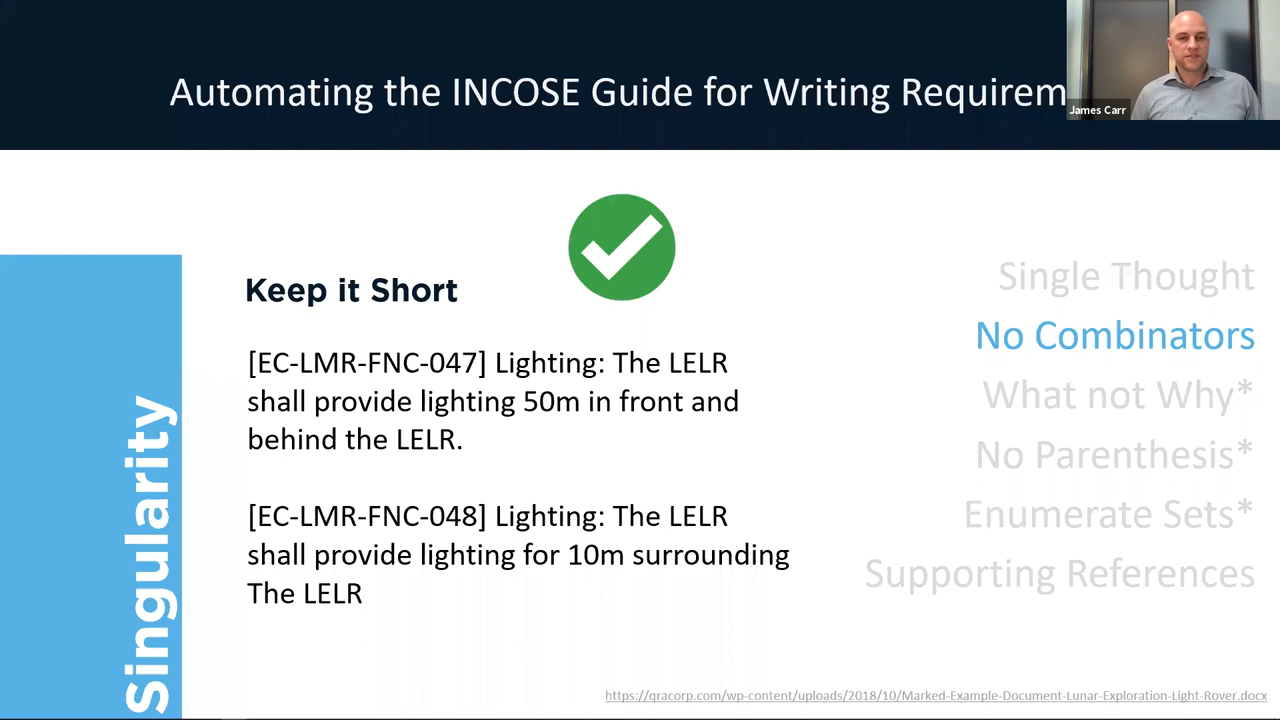 Automating the INCOSE Guide for Writing Requirem
James Carr
Singularity
Keep it Short
[EC-LMR-FNC-047] Lighting: The LELR
shall provide lighting 50m in front and
behind the LELR.
[EC-LMR-FNC-048] Lighting: The LELR
shall provide lighting for 10m surrounding
The LELR
Single Thought
No Combinators
What not Why*
No Parenthesis*
Enumerate Sets*
Supporting References
https://qracorp.com/wp-content/uploads/2018/10/Marked-Example-Document-Lunar-Exploration-Light-Rover.docx